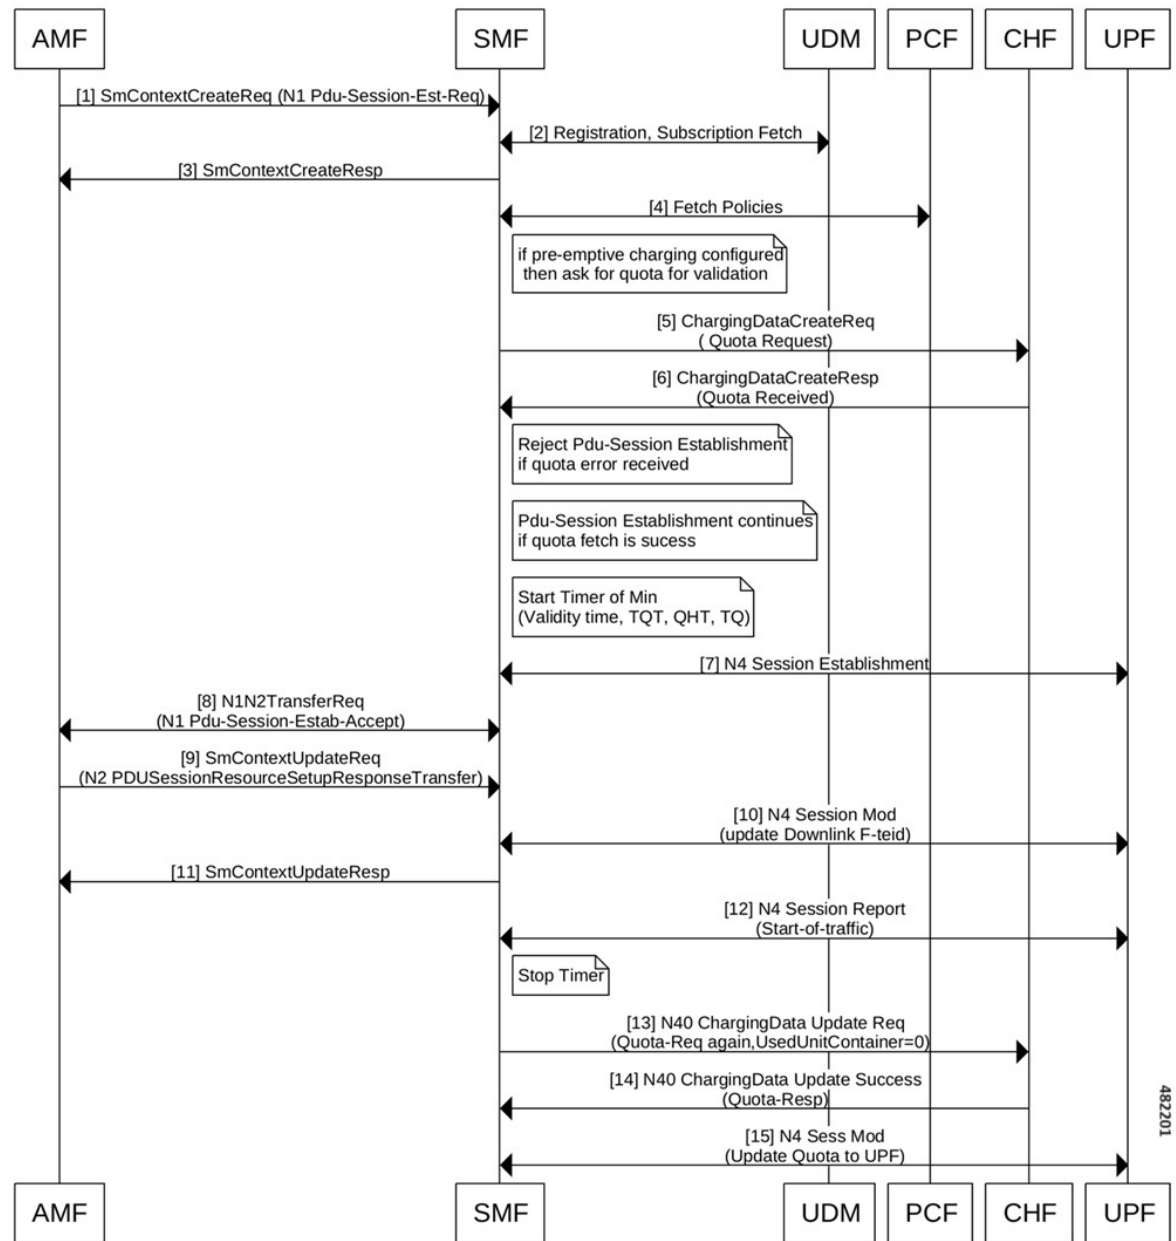 AMF SMF UDM PCF CHF UPF
[1] SmContextCreateReq (N1 Pdu-Session-Est-Req)
[2] Registration, Subscription Fetch
[3] SmContextCreateResp
[4] Fetch Policies
if pre-emptive charging configured
then ask for quota for validation
[5] ChargingDataCreateReq
( Quota Request)
[6] ChargingDataCreateResp
(Quota Received)
Reject Pdu-Session Establishment
if quota error received
Pdu-Session Establishment continues
if quota fetch is sucess
Start Timer of Min
(Validity time, TQT, QHT, TQ)
[7] N4 Session Establishment
[8] N1N2TransferReq
(N1 Pdu-Session-Estab-Accept)
[9] SmContextUpdateReq
(N2 PDUSessionResourceSetupResponseTransfer)
[10] N4 Session Mod
(update Downlink F-teid)
[11] SmContextUpdateResp
[12] N4 Session Report
(Start-of-traffic)
Stop Timer
[13] N40 ChargingData Update Req
(Quota-Req again,UsedUnitContainer=0)
[14] N40 ChargingData Update Success
(Quota-Resp)
[15] N4 Sess Mod
(Update Quota to UPF)
482201
AMF SMF UDM PCF CHF UPF